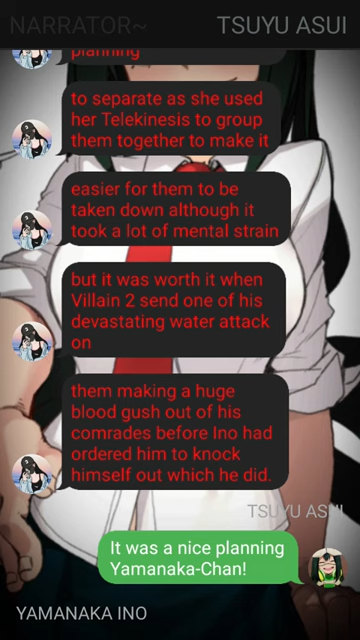 NARRATOR~
TSUYU ASUI
planning
to separate as she used
her Telekinesis to group
them together to make it
easier for them to be
taken down although it
took a lot of mental strain
but it was worth it when
Villain 2 send one of his
devastating water attack
on
them making a huge
blood gush out of his
comrades before Ino had
ordered him to knock
himself out which he did.
TSUYU ASUI
It was a nice planning
Yamanaka-Chan!
YAMANAKA INO